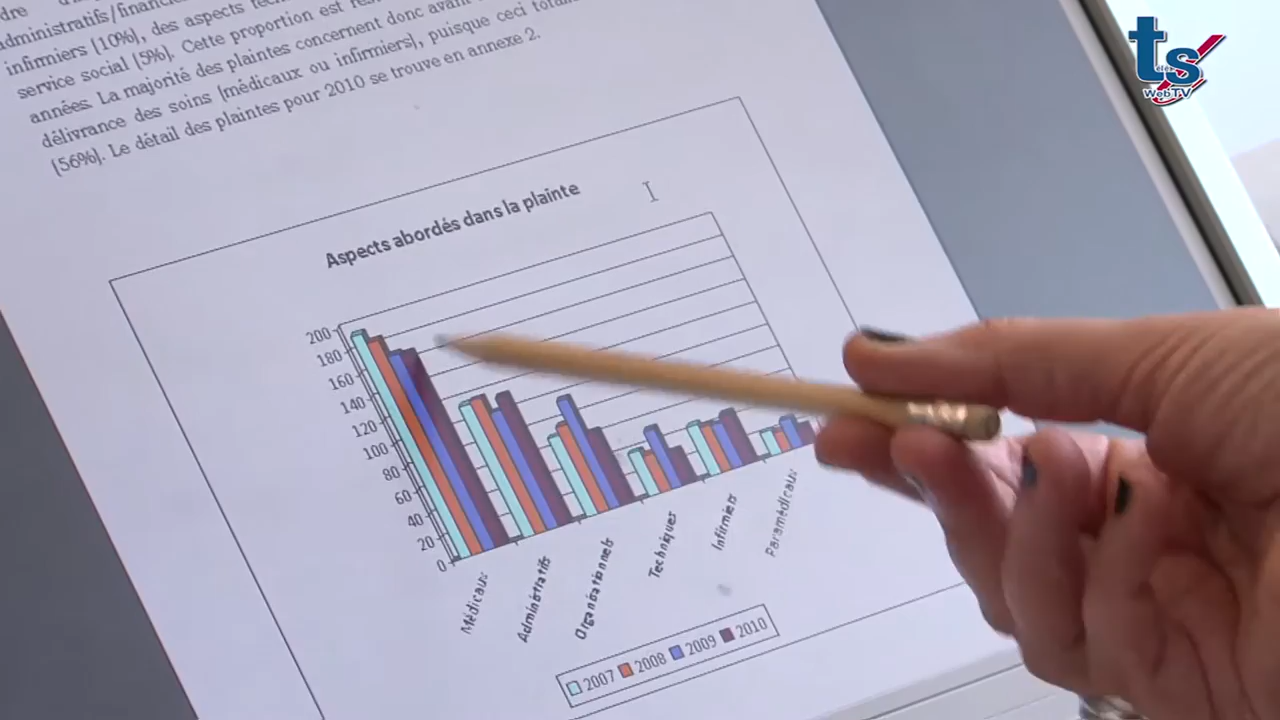 administratifs/financiers
infirmiers (10%), des aspects
service social (5%). Cette proportion est
années. La majorité des plaintes concernent donc avant
délivrance des soins (médicaux ou infirmiers), puisque ceci
(56%). Le détail des plaintes pour 2010 se trouve en annexe 2.
Aspects abordés dans la plainte
200
180
160
140
120
100
80
60
40
20
0
Médicaux
Administratifs
Organisationnels
Techniques
Infirmiers
Paramédicaux
2007 2008 2009 2010
ts
WebTV